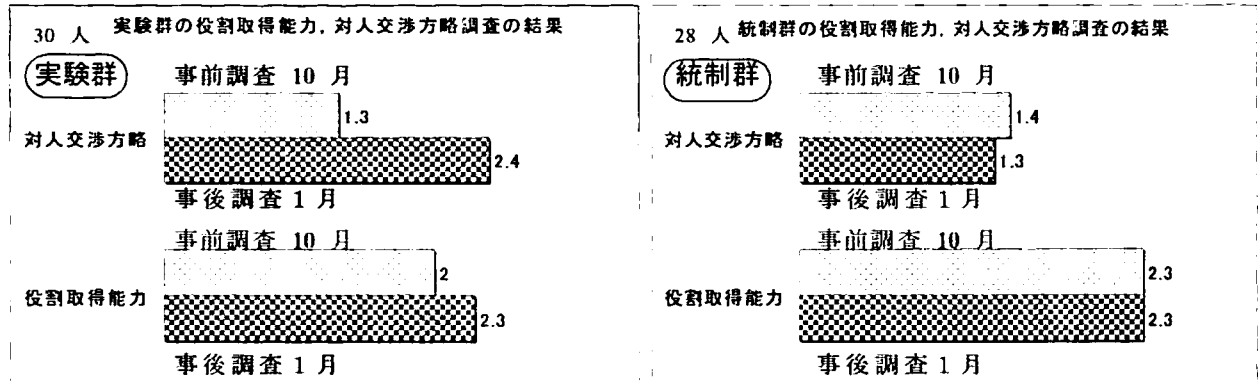 30 人 実験群の役割取得能力, 対人交渉方略調査の結果
実験群
事前調査 10 月
対人交渉方略
1.3
2.4
事後調査 1 月
事前調査 10 月
役割取得能力
2
2.3
事後調査 1 月
28 人 統制群の役割取得能力, 対人交渉方略調査の結果
統制群
事前調査 10 月
対人交渉方略
1.4
1.3
事後調査 1 月
事前調査 10 月
役割取得能力
2.3
2.3
事後調査 1 月